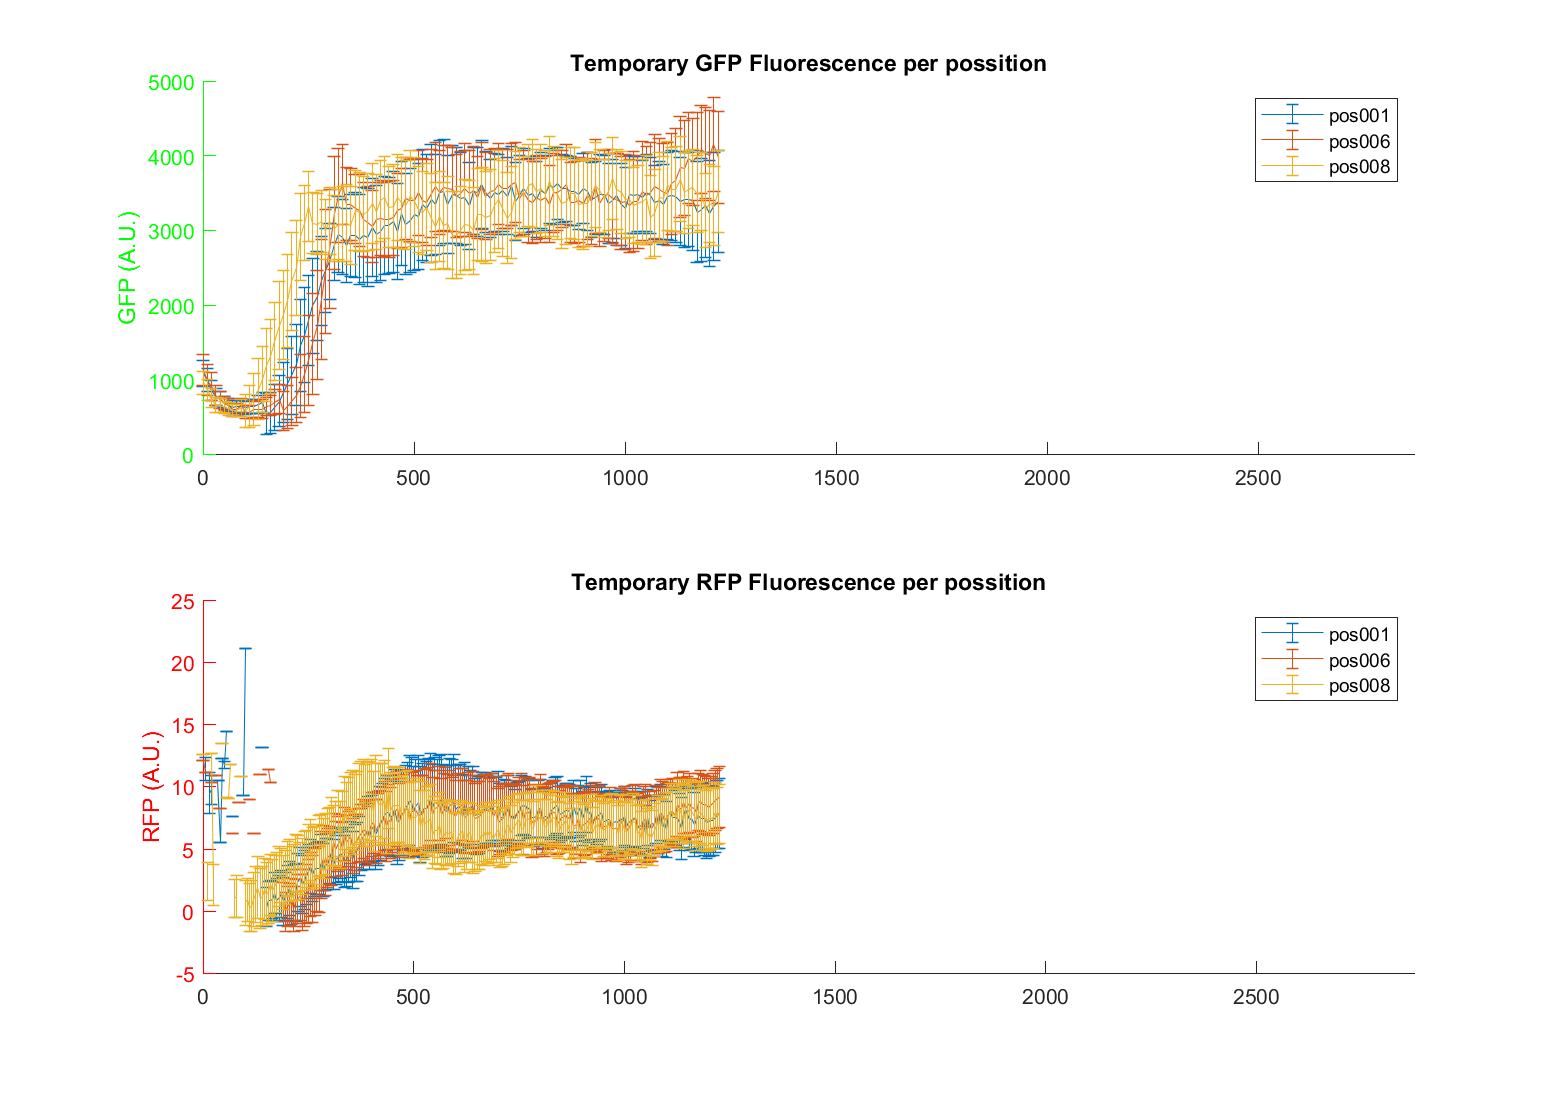 Temporary GFP Fluorescence per possition
GFP (A.U.)
5000
4000
3000
2000
1000
0
0 500 1000 1500 2000 2500
pos001
pos006
pos008
Temporary RFP Fluorescence per possition
RFP (A.U.)
25
20
15
10
5
0
-5
0 500 1000 1500 2000 2500
pos001
pos006
pos008